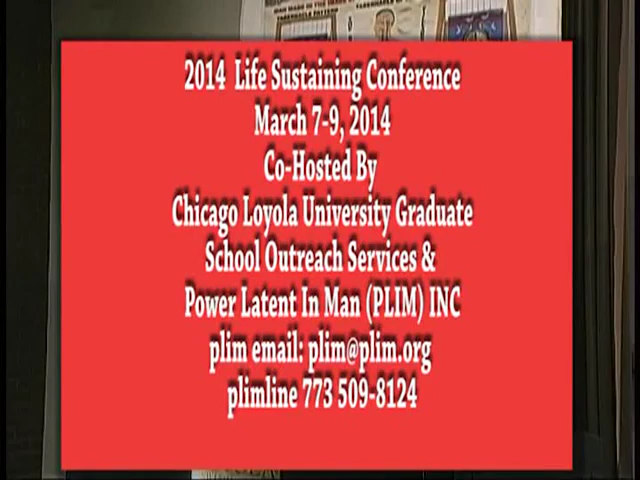 2014 Life Sustaining Conference
March 7-9, 2014
Co-Hosted By
Chicago Loyola University Graduate
School Outreach Services &
Power Latent In Man (PLIM) INC
plim email: plim@plim.org
plimline 773 509-8124